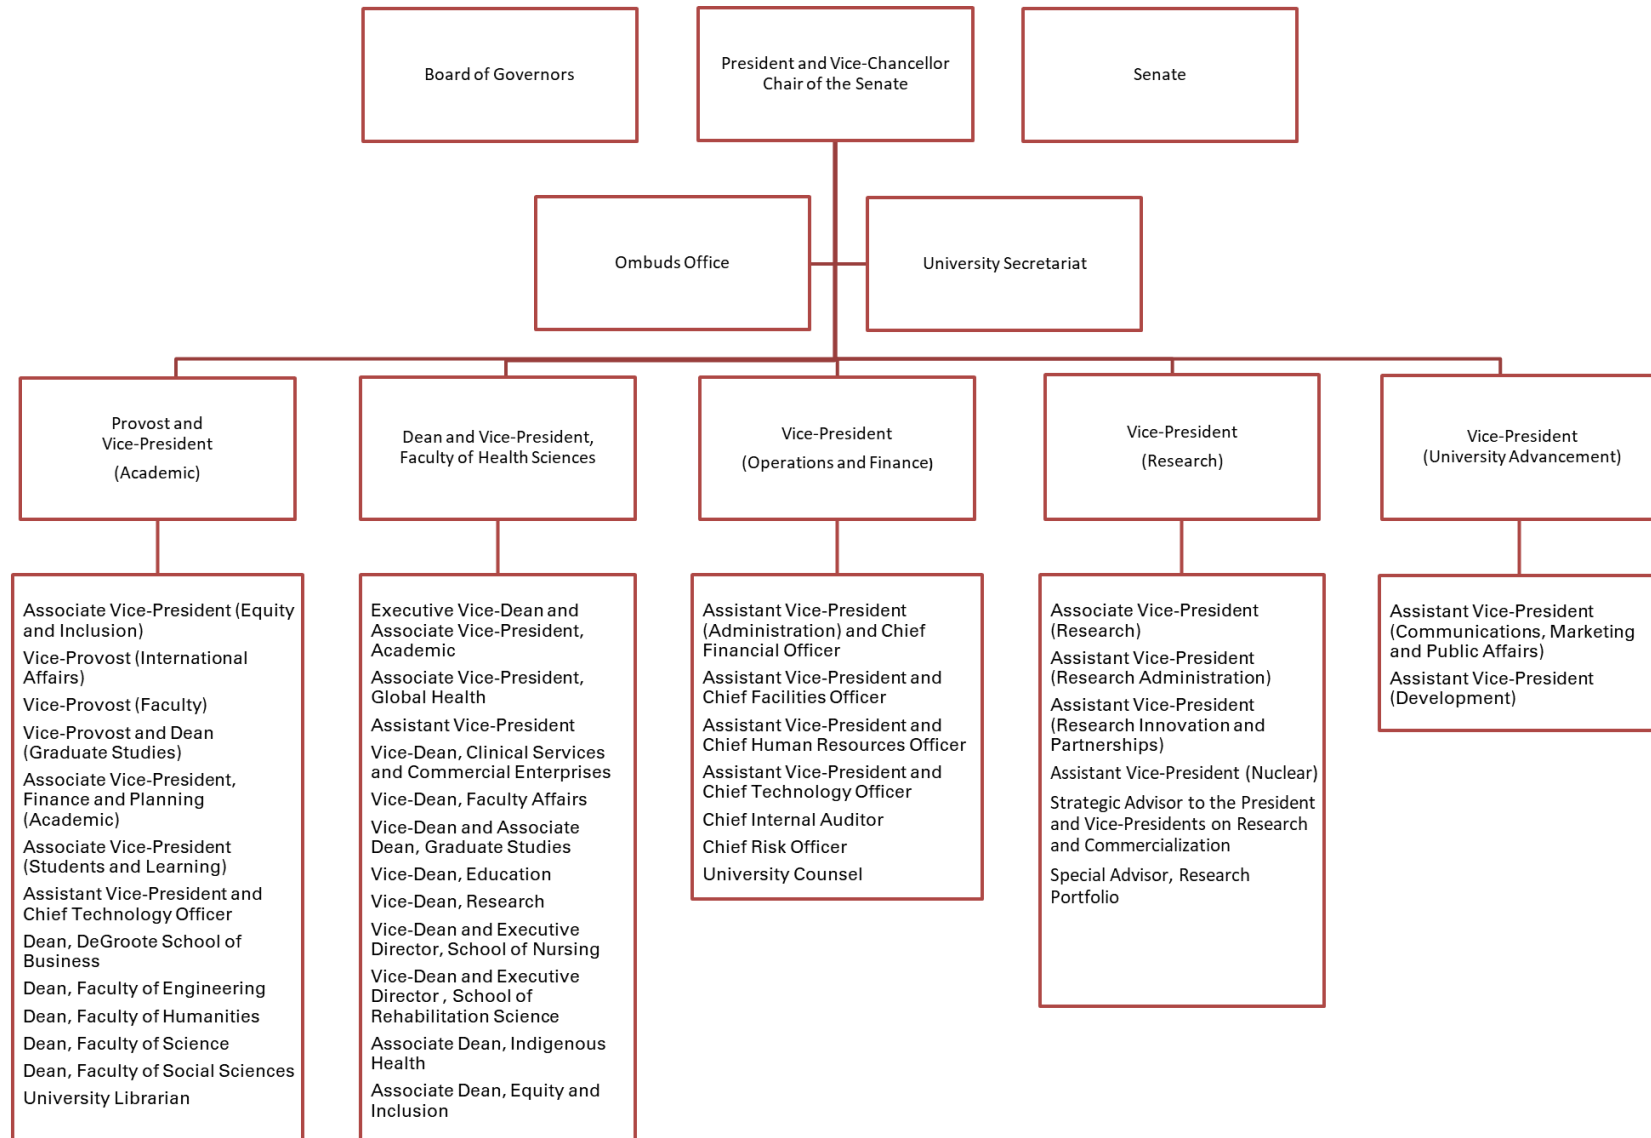 Board of Governors
President and Vice-Chancellor
Chair of the Senate
Senate
Ombuds Office
University Secretariat
Provost and
Vice-President
(Academic)
Dean and Vice-President,
Faculty of Health Sciences
Vice-President
(Operations and Finance)
Vice-President
(Research)
Vice-President
(University Advancement)
Associate Vice-President (Equity
and Inclusion)
Vice-Provost (International
Affairs)
Vice-Provost (Faculty)
Vice-Provost and Dean
(Graduate Studies)
Associate Vice-President,
Finance and Planning
(Academic)
Associate Vice-President
(Students and Learning)
Assistant Vice-President and
Chief Technology Officer
Dean, DeGroote School of
Business
Dean, Faculty of Engineering
Dean, Faculty of Humanities
Dean, Faculty of Science
Dean, Faculty of Social Sciences
University Librarian
Executive Vice-Dean and
Associate Vice-President,
Academic
Associate Vice-President,
Global Health
Assistant Vice-President
Vice-Dean, Clinical Services
and Commercial Enterprises
Vice-Dean, Faculty Affairs
Vice-Dean and Associate
Dean, Graduate Studies
Vice-Dean, Education
Vice-Dean, Research
Vice-Dean and Executive
Director, School of Nursing
Vice-Dean and Executive
Director , School of
Rehabilitation Science
Associate Dean, Indigenous
Health
Associate Dean, Equity and
Inclusion
Assistant Vice-President
(Administration) and Chief
Financial Officer
Assistant Vice-President and
Chief Facilities Officer
Assistant Vice-President and
Chief Human Resources Officer
Assistant Vice-President and
Chief Technology Officer
Chief Internal Auditor
Chief Risk Officer
University Counsel
Associate Vice-President
(Research)
Assistant Vice-President
(Research Administration)
Assistant Vice-President
(Research Innovation and
Partnerships)
Assistant Vice-President (Nuclear)
Strategic Advisor to the President
and Vice-Presidents on Research
and Commercialization
Special Advisor, Research
Portfolio
Assistant Vice-President
(Communications, Marketing
and Public Affairs)
Assistant Vice-President
(Development)